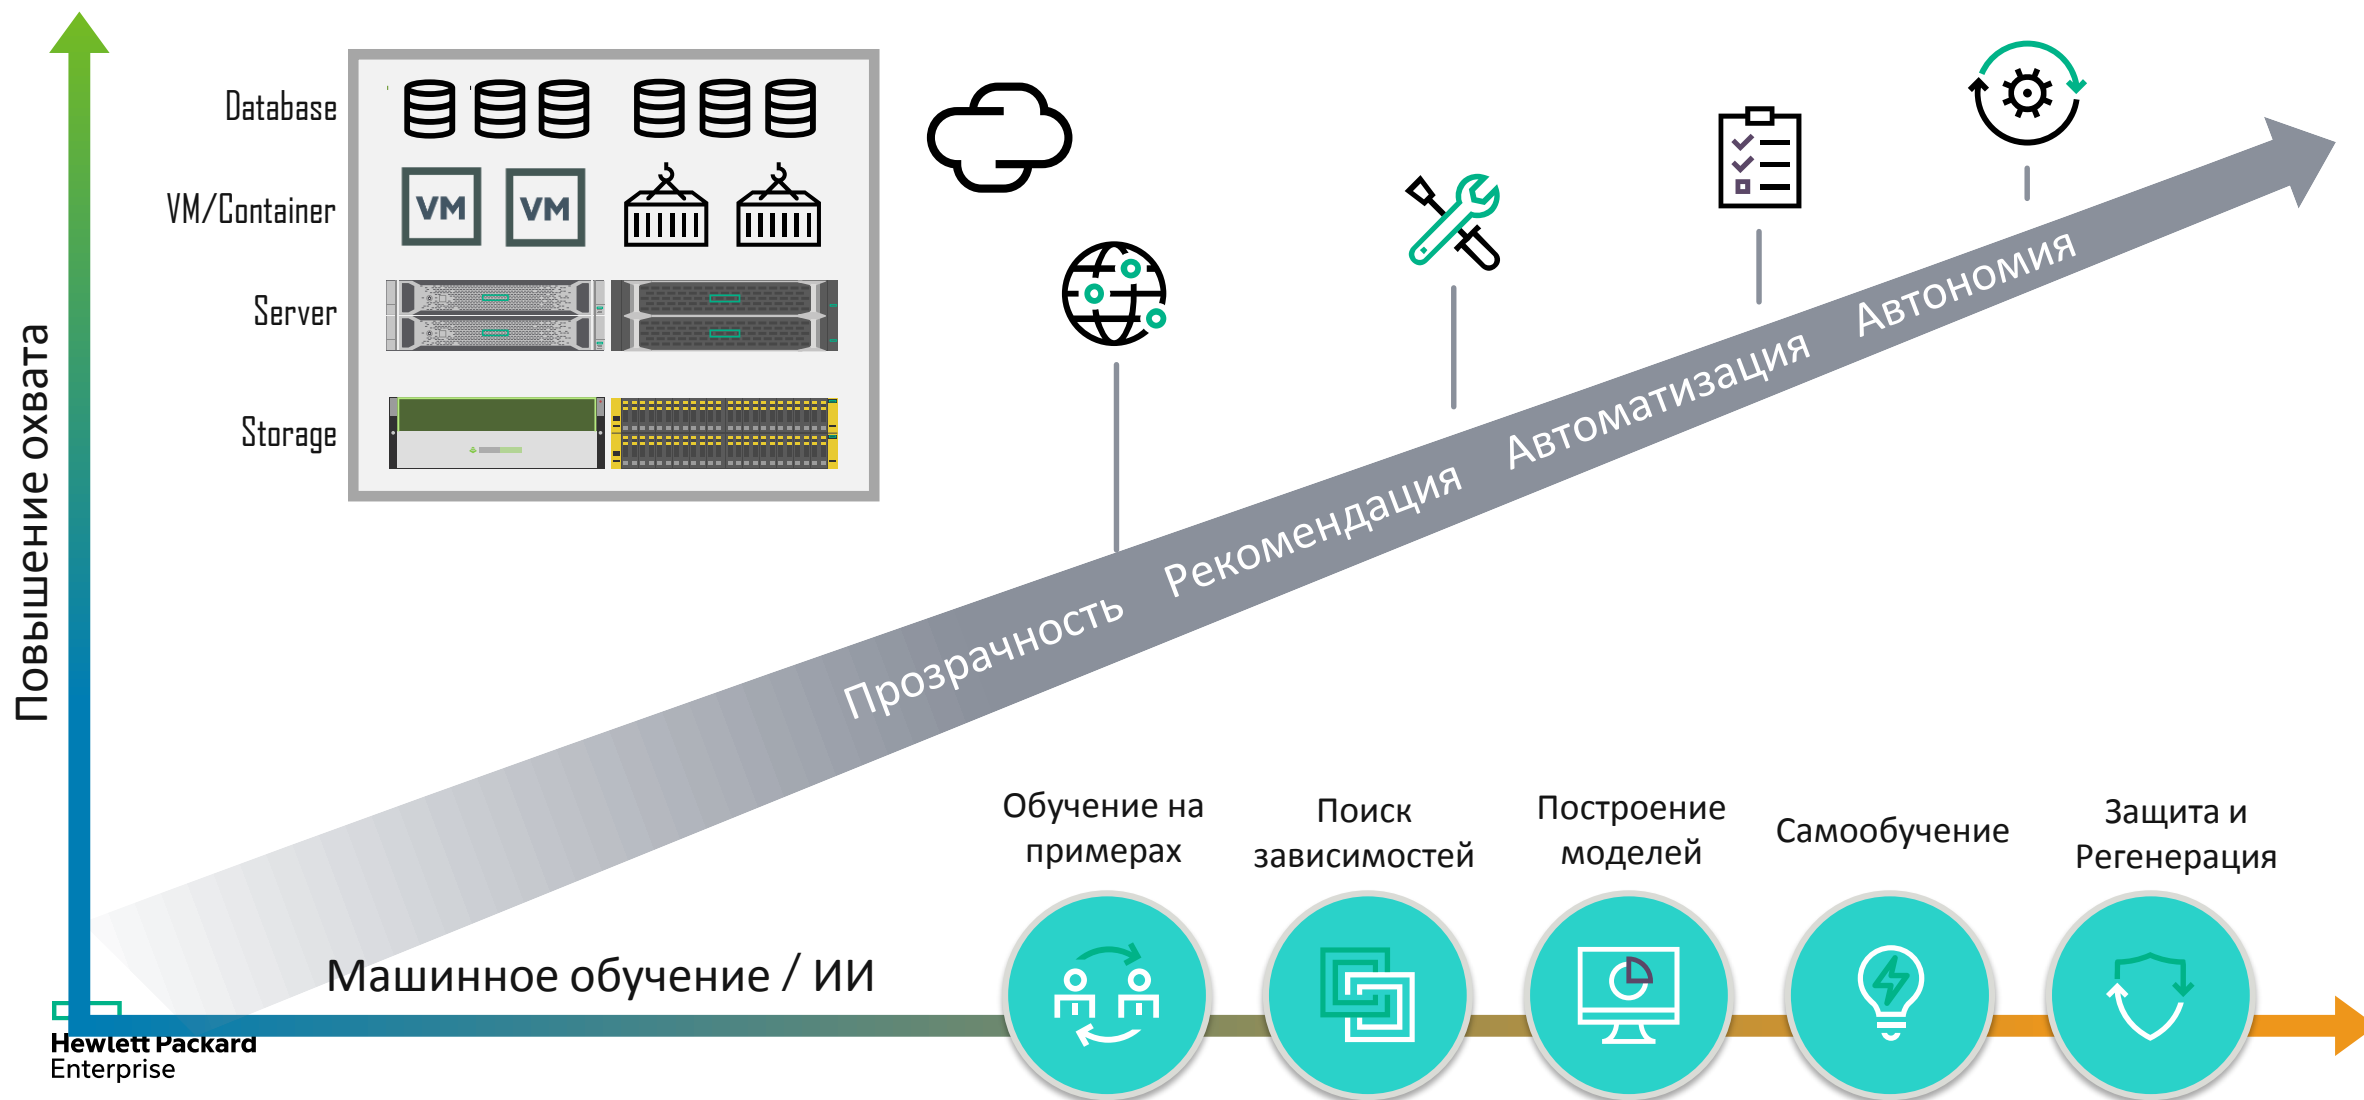 Повышение охвата
Database
VM/Container
VM VM
Server
Storage
Прозрачность Рекомендация Автоматизация Автономия
Обучение на
примерах
Поиск
зависимостей
Построение
моделей
Самообучение
Защита и
Регенерация
Машинное обучение / ИИ
Hewlett Packard
Enterprise